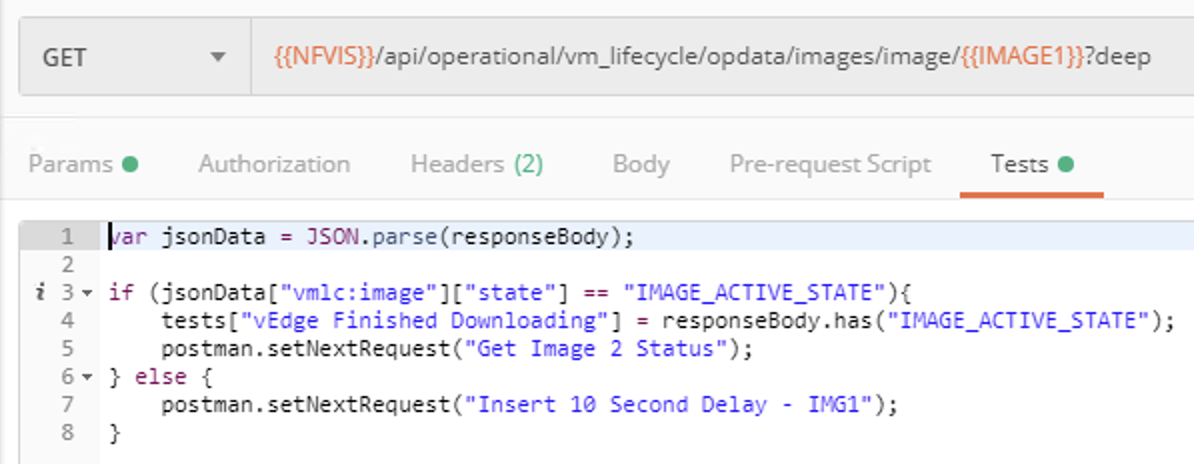 GET {{NFVIS}}/api/operational/vm_lifecycle/opdata/images/image/{{IMAGE1}}?deep
Params Authorization Headers (2) Body Pre-request Script Tests
1 var jsonData = JSON.parse(responseBody);
2
i 3 if (jsonData["vmlc:image"]["state"] == "IMAGE_ACTIVE_STATE"){
4 tests["vEdge Finished Downloading"] = responseBody.has("IMAGE_ACTIVE_STATE");
5 postman.setNextRequest("Get Image 2 Status");
6 } else {
7 postman.setNextRequest("Insert 10 Second Delay - IMG1");
8 }